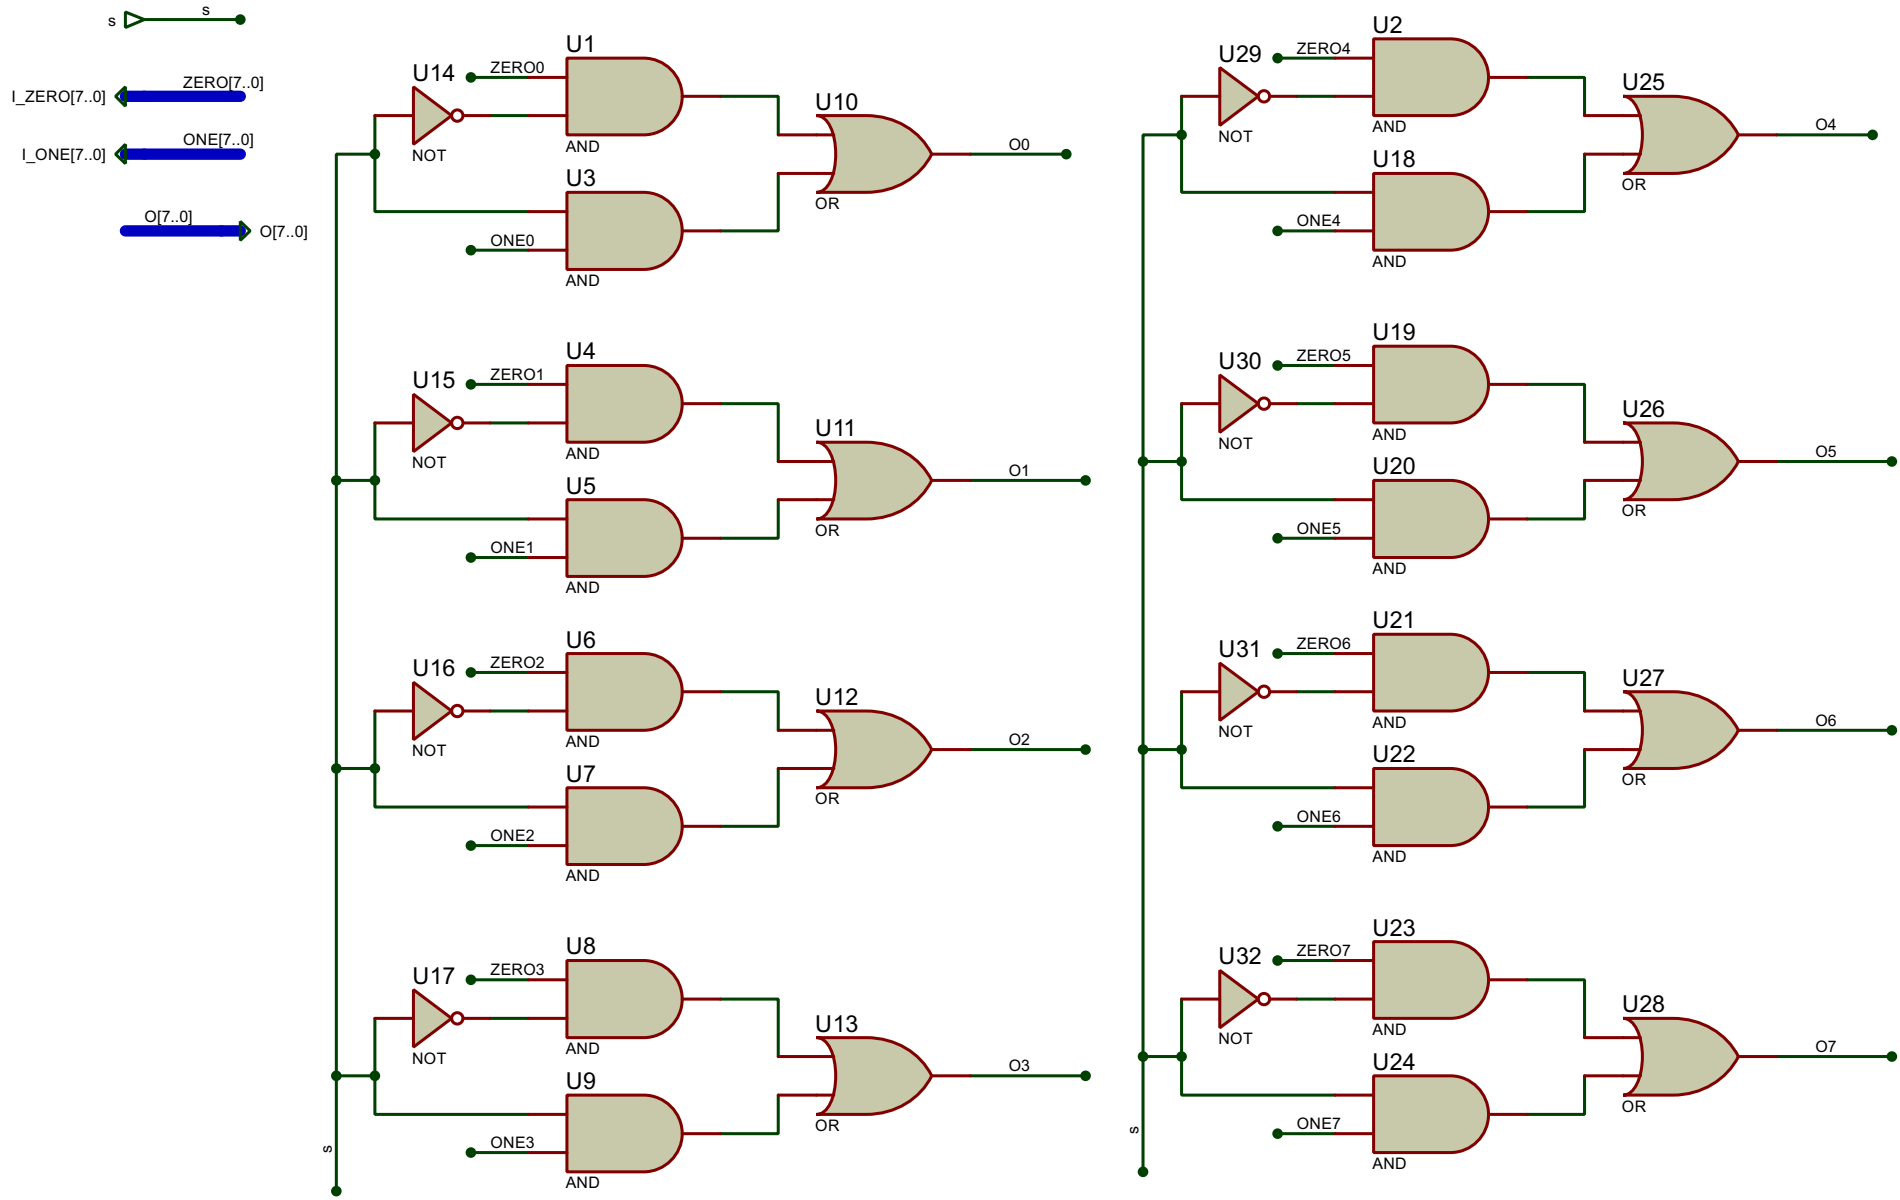 s
s
I_ZERO[7..0]
ZERO[7..0]
I_ONE[7..0]
ONE[7..0]
O[7..0]
O[7..0]
U14
NOT
ZERO0
U1
AND
U3
ONE0
AND
U10
OR
O0
U15
NOT
ZERO1
U4
AND
U5
ONE1
AND
U11
OR
O1
U16
NOT
ZERO2
U6
AND
U7
ONE2
AND
U12
OR
O2
U17
NOT
ZERO3
U8
AND
U9
ONE3
AND
U13
OR
O3
s
U29
NOT
ZERO4
U2
AND
U18
ONE4
AND
U25
OR
O4
U30
NOT
ZERO5
U19
AND
U20
ONE5
AND
U26
OR
O5
U31
NOT
ZERO6
U21
AND
U22
ONE6
AND
U27
OR
O6
U32
NOT
ZERO7
U23
AND
U24
ONE7
AND
U28
OR
O7
s